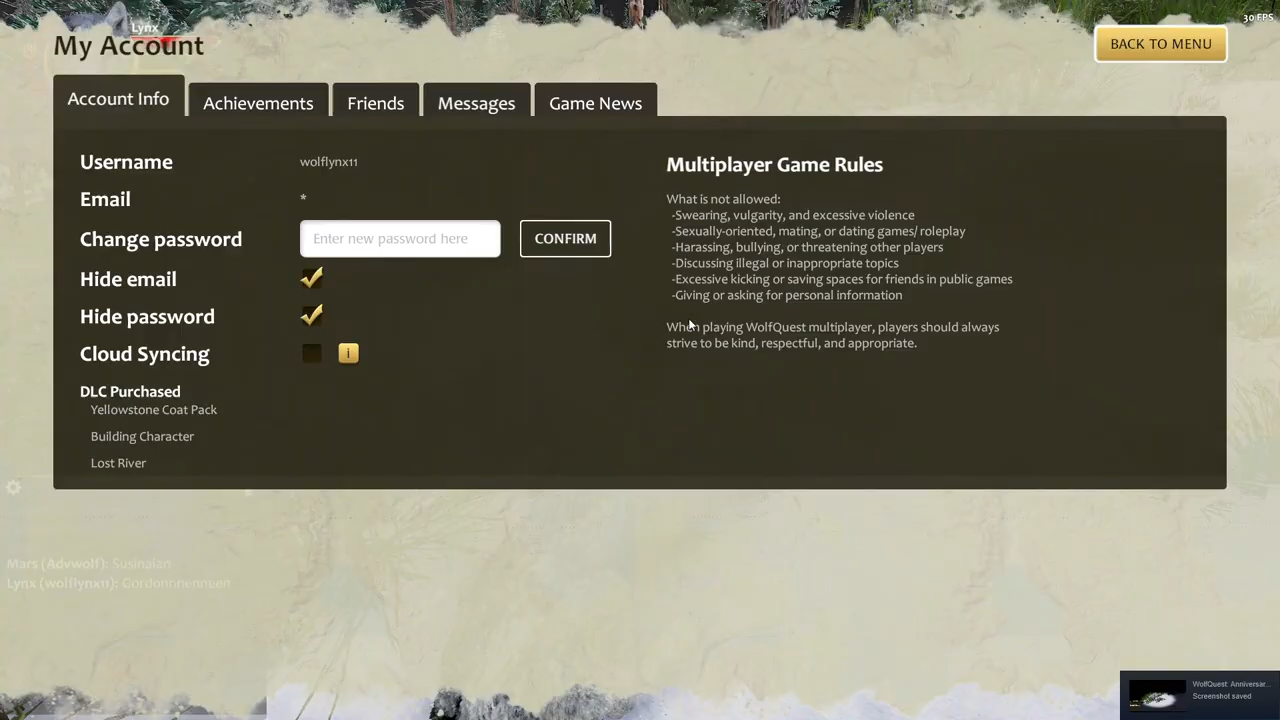 Lynx
30 FPS
My Account
BACK TO MENU
Account Info
Achievements
Friends
Messages
Game News
Username
wolflynx11
Email
*
Change password
Enter new password here
CONFIRM
Hide email
Hide password
Cloud Syncing
i
DLC Purchased
Yellowstone Coat Pack
Building Character
Lost River
Multiplayer Game Rules
What is not allowed:
-Swearing, vulgarity, and excessive violence
-Sexually-oriented, mating, or dating games/ roleplay
-Harassing, bullying, or threatening other players
-Discussing illegal or inappropriate topics
-Excessive kicking or saving spaces for friends in public games
-Giving or asking for personal information
When playing WolfQuest multiplayer, players should always
strive to be kind, respectful, and appropriate.
Mars (Advwolf): Susinaian
Lynx (wolflynx11): Gordonnnennen
WolfQuest: Anniversar...
Screenshot saved